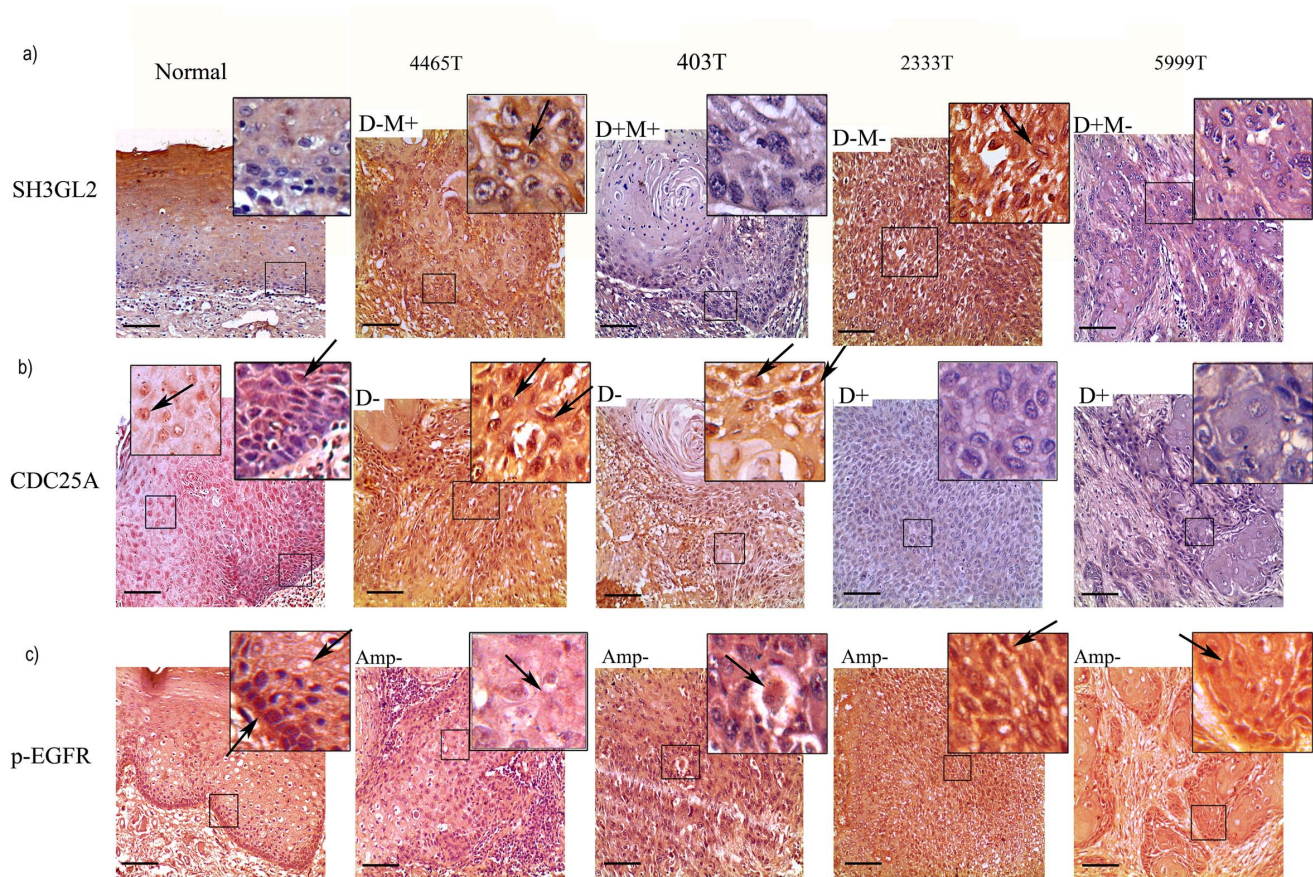 a)
Normal
4465T
403T
2333T
5999T
SH3GL2
D-M+
D+M+
D-M-
D+M-
b)
CDC25A
D-
D-
D+
D+
c)
p-EGFR
Amp-
Amp-
Amp-
Amp-